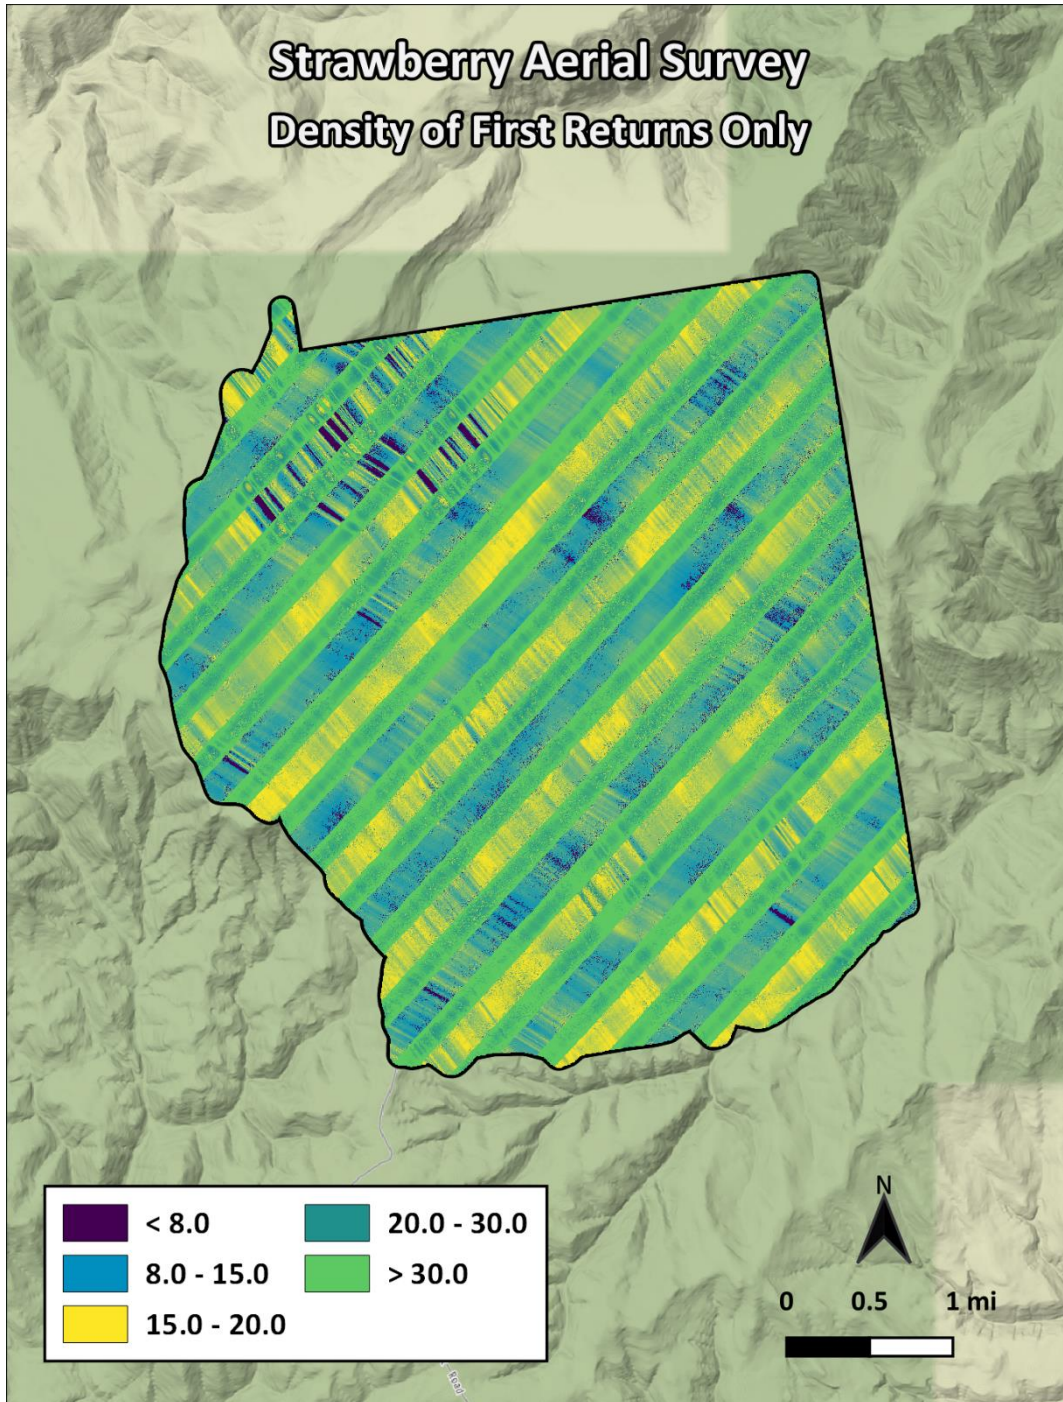 Strawberry Aerial Survey
Density of First Returns Only
< 8.0
20.0 - 30.0
8.0 - 15.0
> 30.0
15.0 - 20.0
N
0 0.5 1 mi
Road